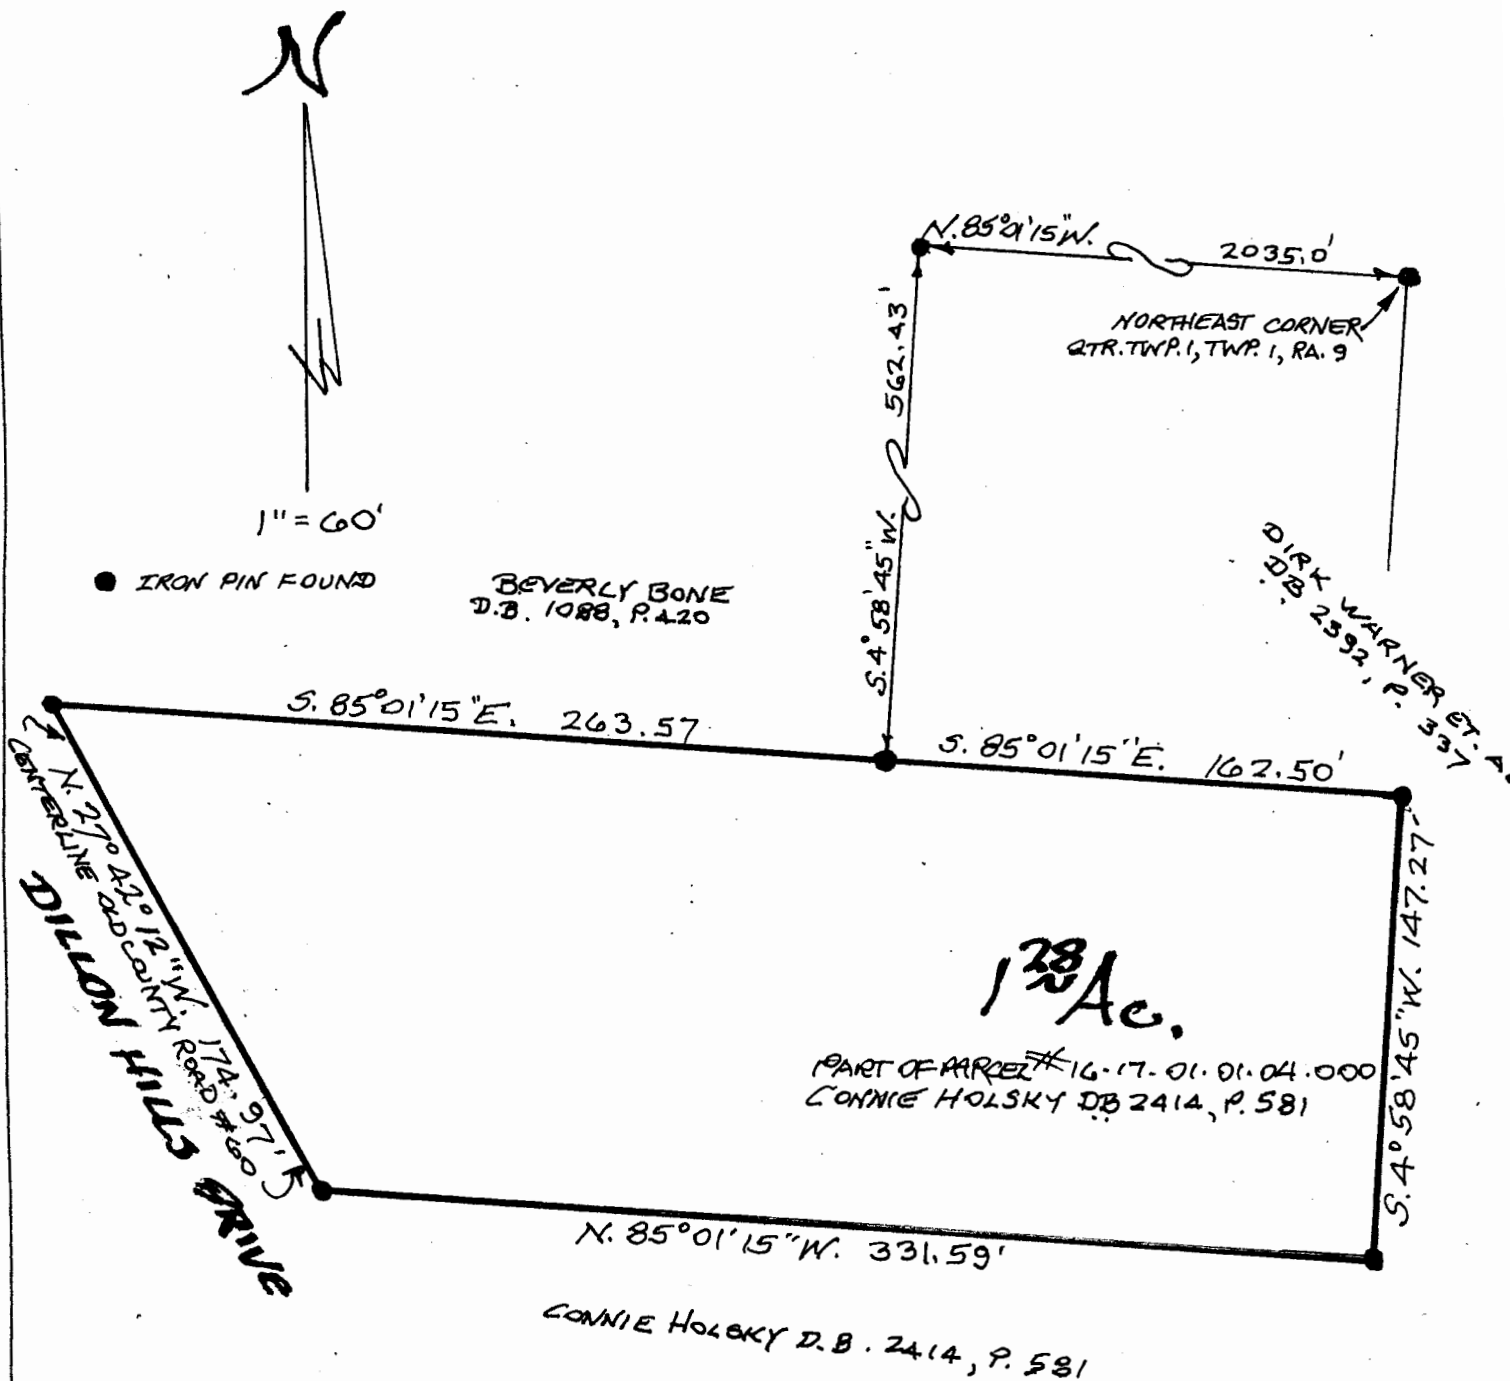 N
N. 85°01'15"W. 2035.0'
NORTHEAST CORNER
QTR. TWP. 1, TWP. 1, RA. 9
562.43'
S. 4°58'45"W.
1" = 60'
IRON PIN FOUND
BEVERLY BONE
D.B. 1088, P. 420
DIRK WARNER ET. AL
DB 2392, P. 337
S. 85°01'15"E. 263.57
S. 85°01'15"E. 162.50'
N. 27°42°12"W. 174.97'
CENTERLINE OLD COUNTY ROAD #60
DILLON HILLS DRIVE
S. 4°58'45"W. 147.27'
1 28 Ac.
PART OF PARCEL # 16-17-01-01-04-000
CONNIE HOLSKY DB 2414, P. 581
N. 85°01'15"W. 331.59'
CONNIE HOLSKY D.B. 2414, P. 581